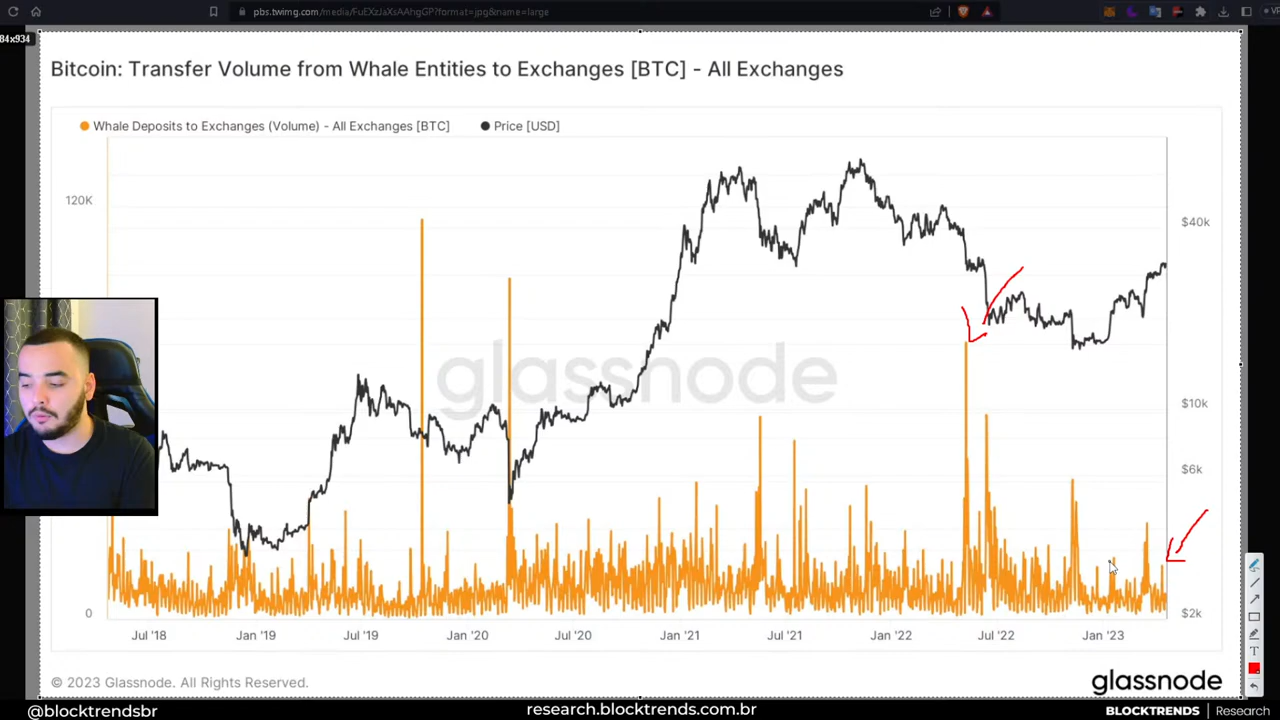 pbs.twimg.com/media/FuEXzJaXsAAhgGP?format=jpg&name=large
84x934
Bitcoin: Transfer Volume from Whale Entities to Exchanges [BTC] - All Exchanges
Whale Deposits to Exchanges (Volume) - All Exchanges [BTC] Price [USD]
120K
$40k
glassnode
$10k
$6k
0
$2k
Jul '18 Jan '19 Jul '19 Jan '20 Jul '20 Jan '21 Jul '21 Jan '22 Jul '22 Jan '23
T
© 2023 Glassnode. All Rights Reserved.
glassnode
@blocktrendsbr
research.blocktrends.com.br
BLOCKTRENDS | Research